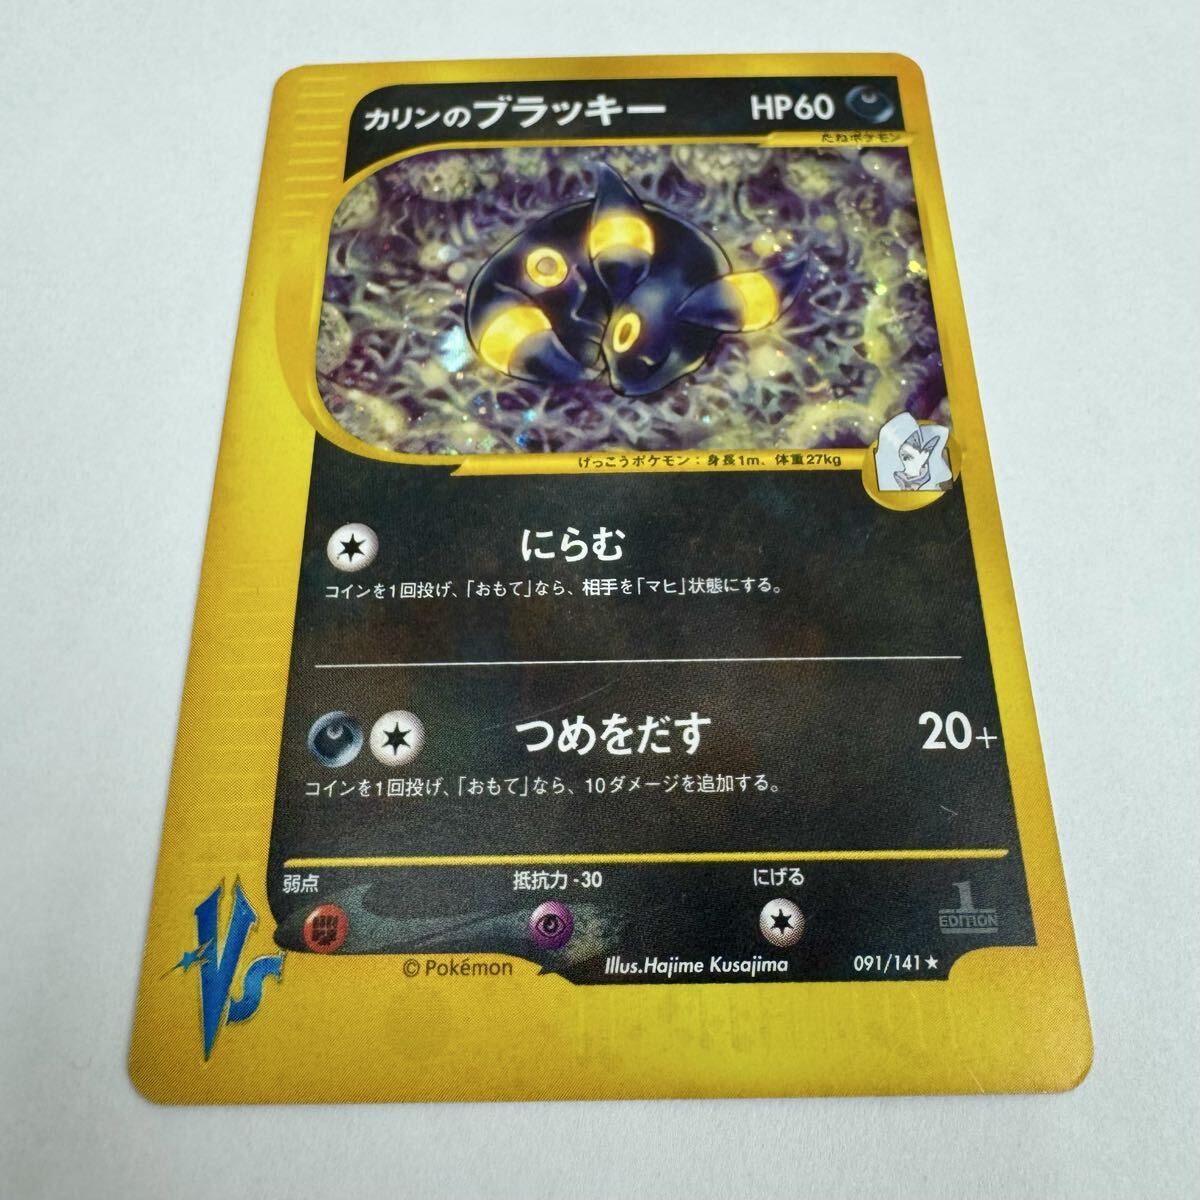 カリンのブラッキー HP60
たねポケモン
げっこうポケモン：身長1m、体重27kg
にらむ
コインを1回投げ、「おもて」なら、相手を「マヒ」状態にする。
つめをだす 20+
コインを1回投げ、「おもて」なら、10ダメージを追加する。
弱点 抵抗力-30 にげる
1
EDITION
VS
© Pokémon Illus.Hajime Kusajima 091/141★